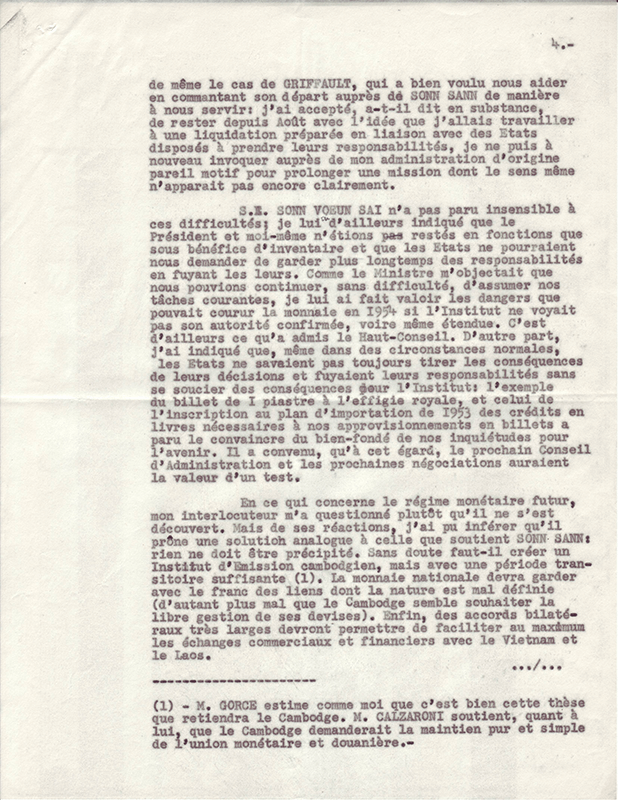 4.-
de même le cas de GRIFFAULT, qui a bien voulu nous aider
en commantant son départ auprès de SONN SANN de manière
à nous servir: j'ai accepté, a-t-il dit en substance,
de rester depuis Août avec l'idée que j'allais travailler
à une liquidation préparée en liaison avec des Etats
disposés à prendre leurs responsabilités, je ne puis à
nouveau invoquer auprès de mon administration d'origine
pareil motif pour prolonger une mission dont le sens même
n'apparait pas encore clairement.
S.E. SONN VOEUN SAI n'a pas paru insensible à
ces difficultés; je lui d'ailleurs indiqué que le
Président et moi-même n'étions pas restés en fonctions que
sous bénéfice d'inventaire et que les Etats ne pourraient
nous demander de garder plus longtemps des responsabilités
en fuyant les leurs. Comme le Ministre m'objectait que
nous pouvions continuer, sans difficulté, d'assumer nos
tâches courantes, je lui ai fait valoir les dangers que
pouvait courur la monnaie en I954 si l'Institut ne voyait
pas son autorité confirmée, voire même étendue. C'est
d'ailleurs ce qu'a admis le Haut-Conseil. D'autre part,
j'ai indiqué que, même dans des circonstances normales,
les Etats ne savaient pas toujours tirer les conséquences
de leurs décisions et fuyaient leurs responsabilités sans
se soucier des conséquences pour l'Institut: l'exemple
du billet de I piastre à l'effigie royale, et celui de
l'inscription au plan d'importation de I953 des crédits en
livres nécessaires à nos approvisionnements en billets a
paru le convaincre du bien-fondé de nos inquiétudes pour
l'avenir. Il a convenu, qu'à cet égard, le prochain Conseil
d'Administration et les prochaines négociations auraient
la valeur d'un test.
En ce qui concerne le régime monétaire futur,
mon interlocuteur m'a questionné plutôt qu'il ne s'est
découvert. Mais de ses réactions, j'ai pu inférer qu'il
prône une solution analogue à celle que soutient SONN SANN:
rien ne doit être précipité. Sans doute faut-il créer un
Institut d'Emission cambodgien, mais avec une période tran-
sitoire suffisante (1). La monnaie nationale devra garder
avec le franc des liens dont la nature est mal définie
(d'autant plus mal que le Cambodge semble souhaiter la
libre gestion de ses devises). Enfin, des accords bilaté-
raux très larges devront permettre de faciliter au maximum
les échanges commerciaux et financiers avec le Vietnam et
le Laos.
.../...
(1) - M. GORCE estime comme moi que c'est bien cette thèse
que retiendra le Cambodge. M. CALZARONI soutient, quant à
lui, que le Cambodge demanderait la maintien pur et simple
de l'union monétaire et douanière.-